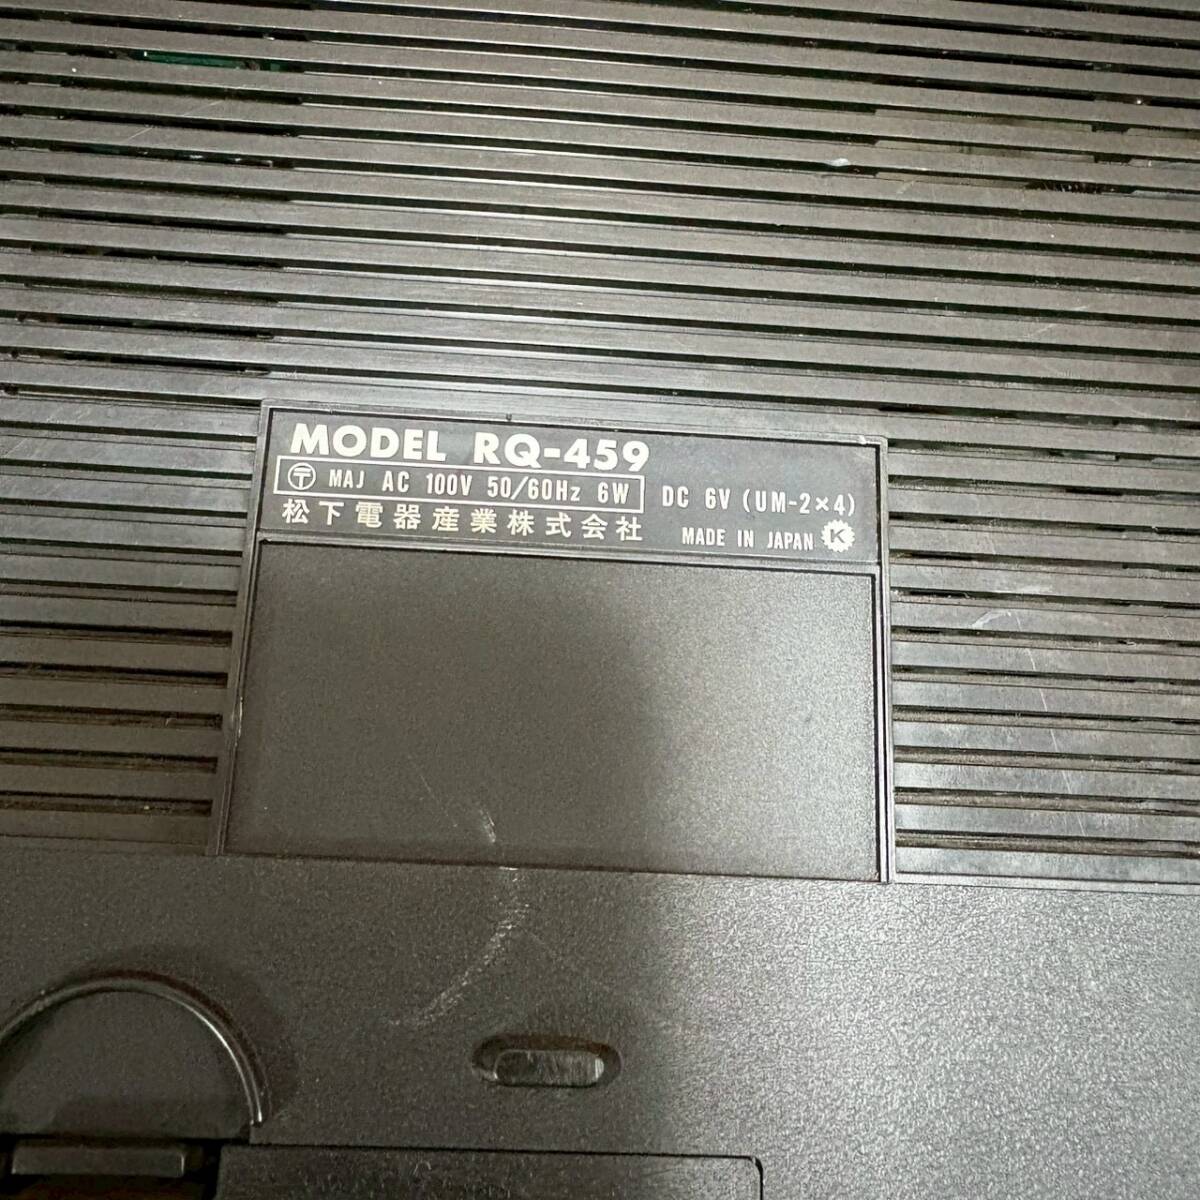 MODEL RQ-459
〒 MAJ AC 100V 50/60Hz 6W DC 6V (UM-2×4)
松下電器産業株式会社 MADE IN JAPAN K